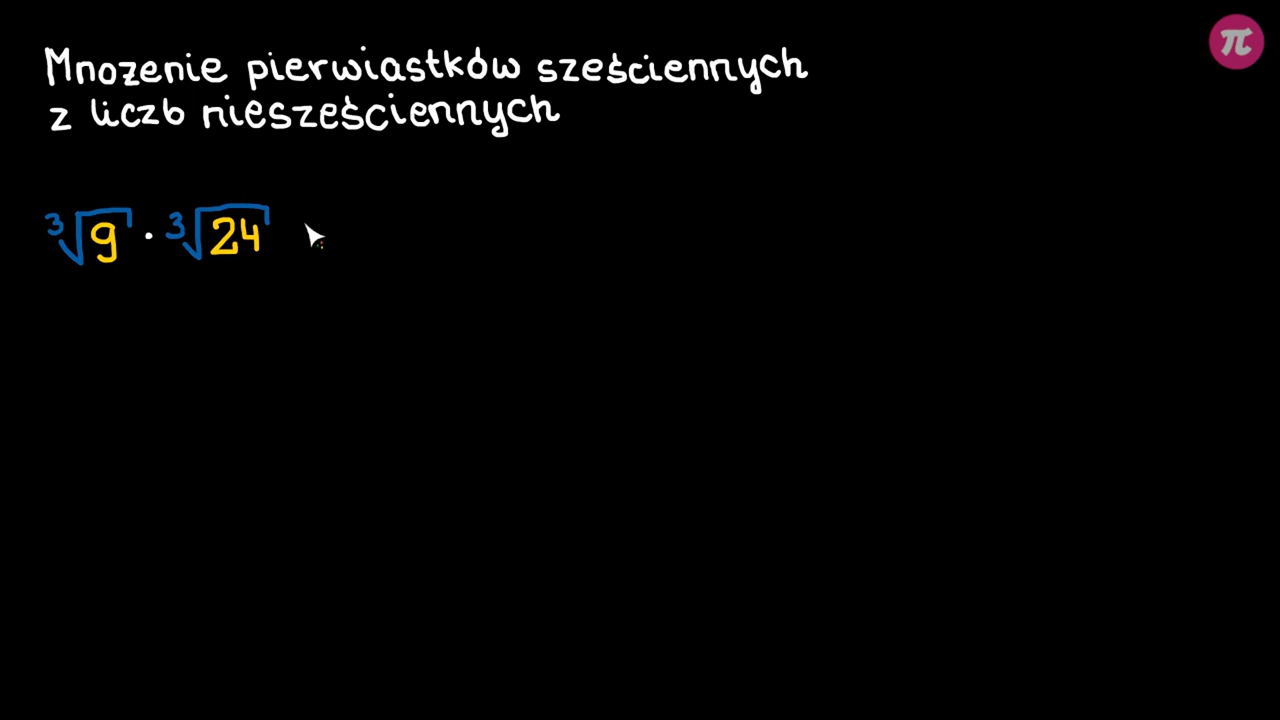 Mnożenie pierwiastków sześciennych
z liczb niesześciennych
∛9 · ∛24
π